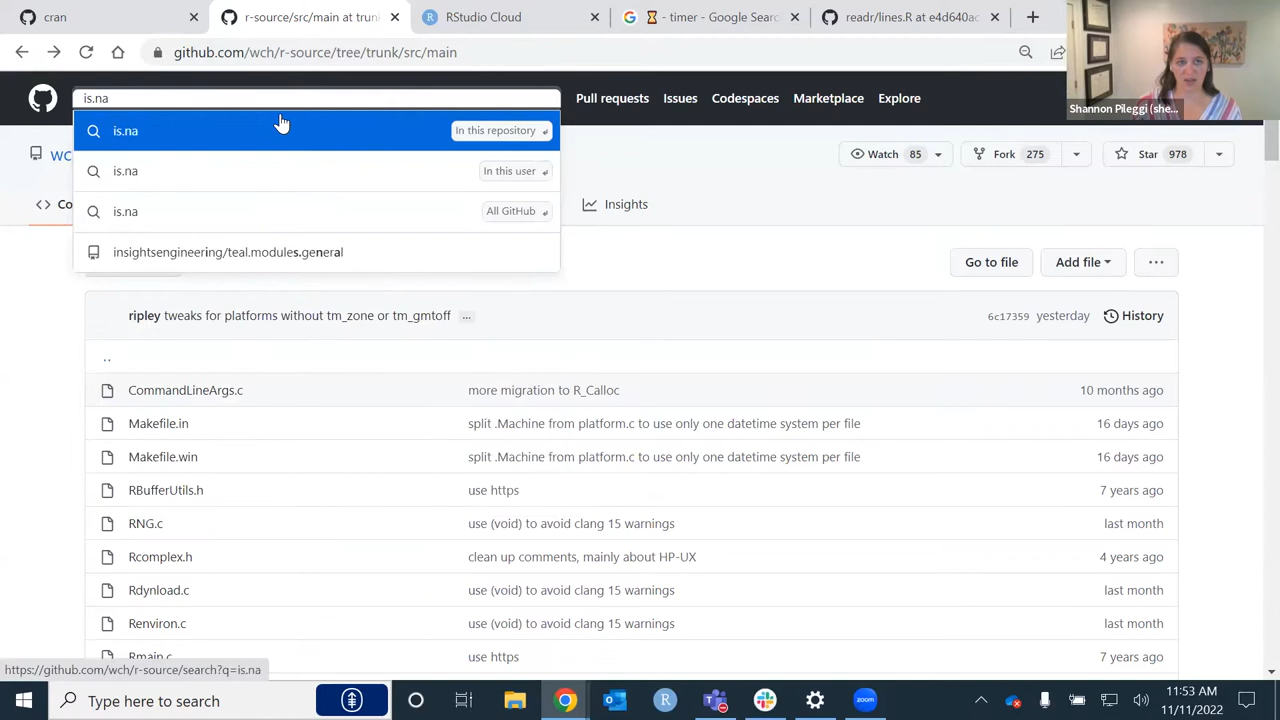 cran
r-source/src/main at trunk
RStudio Cloud
- timer - Google Sear
readr/lines.R at e4d640ac
github.com/wch/r-source/tree/trunk/src/main
Shannon Pileggi (she...
is.na
Pull requests Issues Codespaces Marketplace Explore
is.na In this repository
is.na In this user
is.na All GitHub
insightsengineering/teal.modules.general
Watch 85
Fork 275
Star 978
Insights
Go to file
Add file
ripley tweaks for platforms without tm_zone or tm_gmtoff ... 6c17359 yesterday History
..
CommandLineArgs.c more migration to R_Calloc 10 months ago
Makefile.in split .Machine from platform.c to use only one datetime system per file 16 days ago
Makefile.win split .Machine from platform.c to use only one datetime system per file 16 days ago
RBufferUtils.h use https 7 years ago
RNG.c use (void) to avoid clang 15 warnings last month
Rcomplex.h clean up comments, mainly about HP-UX 4 years ago
Rdynload.c use (void) to avoid clang 15 warnings last month
Renviron.c use (void) to avoid clang 15 warnings last month
Rmain.c use https 7 years ago
https://github.com/wch/r-source/search?q=is.na
Type here to search
zoom
11:53 AM
11/11/2022